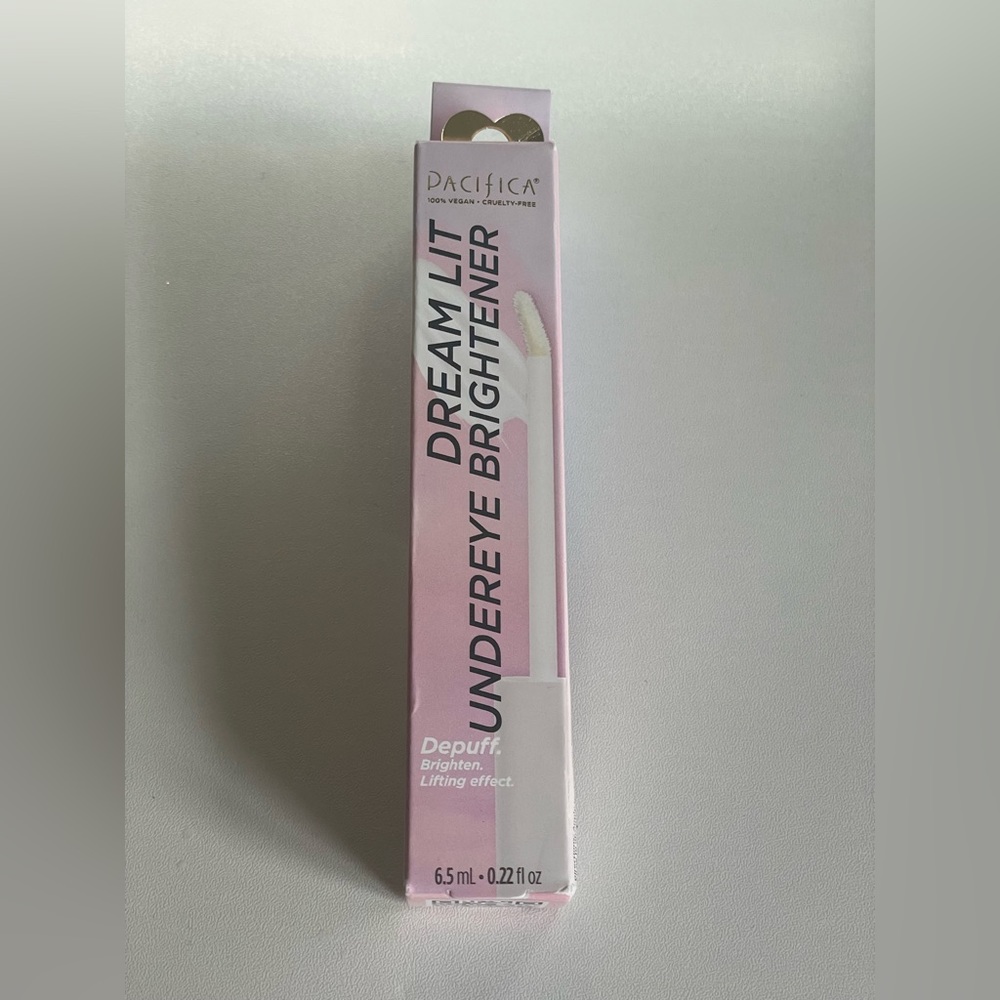 PACIFICA®
100% VEGAN • CRUELTY-FREE
DREAM LIT
UNDEREYE BRIGHTENER
Depuff.
Brighten.
Lifting effect.
6.5 mL • 0.22 fl oz